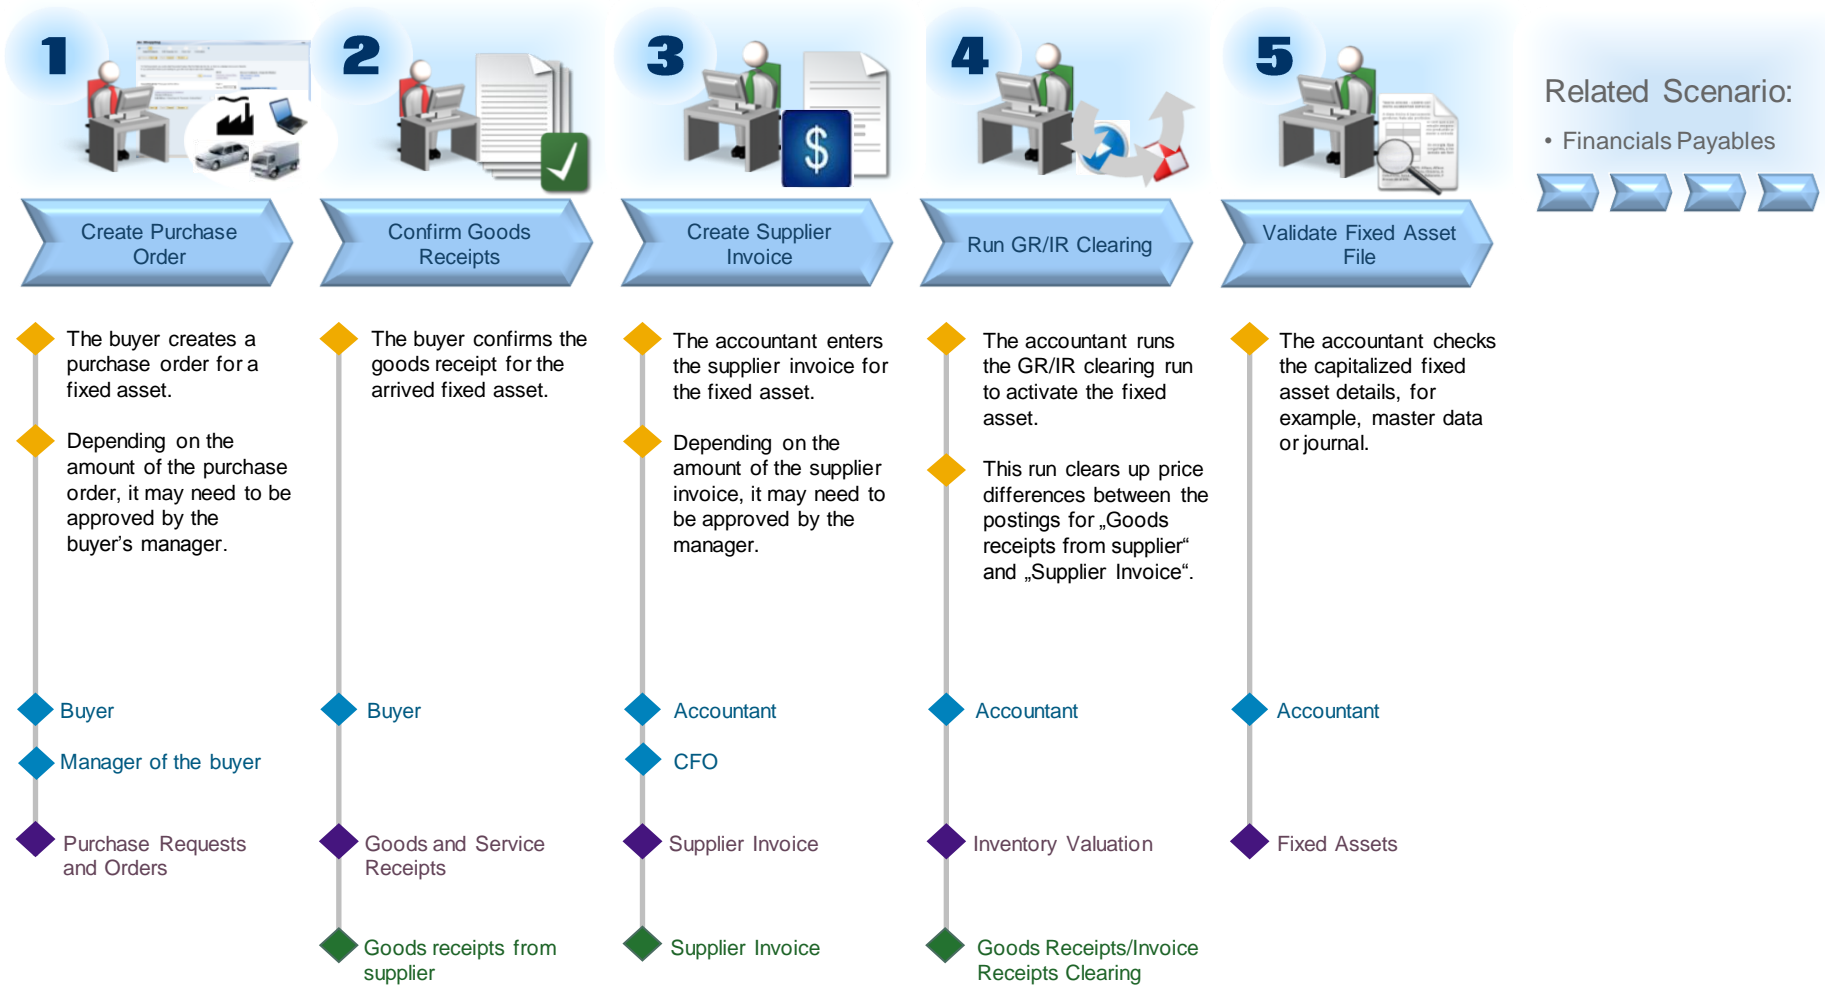 1
2
3
4
5
Related Scenario:
• Financials Payables
Create Purchase
Order
Confirm Goods
Receipts
Create Supplier
Invoice
Run GR/IR Clearing
Validate Fixed Asset
File
The buyer creates a
purchase order for a
fixed asset.
Depending on the
amount of the purchase
order, it may need to be
approved by the
buyer’s manager.
Buyer
Manager of the buyer
Purchase Requests
and Orders
The buyer confirms the
goods receipt for the
arrived fixed asset.
Buyer
Goods and Service
Receipts
Goods receipts from
supplier
The accountant enters
the supplier invoice for
the fixed asset.
Depending on the
amount of the supplier
invoice, it may need to
be approved by the
manager.
Accountant
CFO
Supplier Invoice
Supplier Invoice
The accountant runs
the GR/IR clearing run
to activate the fixed
asset.
This run clears up price
differences between the
postings for „Goods
receipts from supplier“
and „Supplier Invoice“.
Accountant
Inventory Valuation
Goods Receipts/Invoice
Receipts Clearing
The accountant checks
the capitalized fixed
asset details, for
example, master data
or journal.
Accountant
Fixed Assets
$